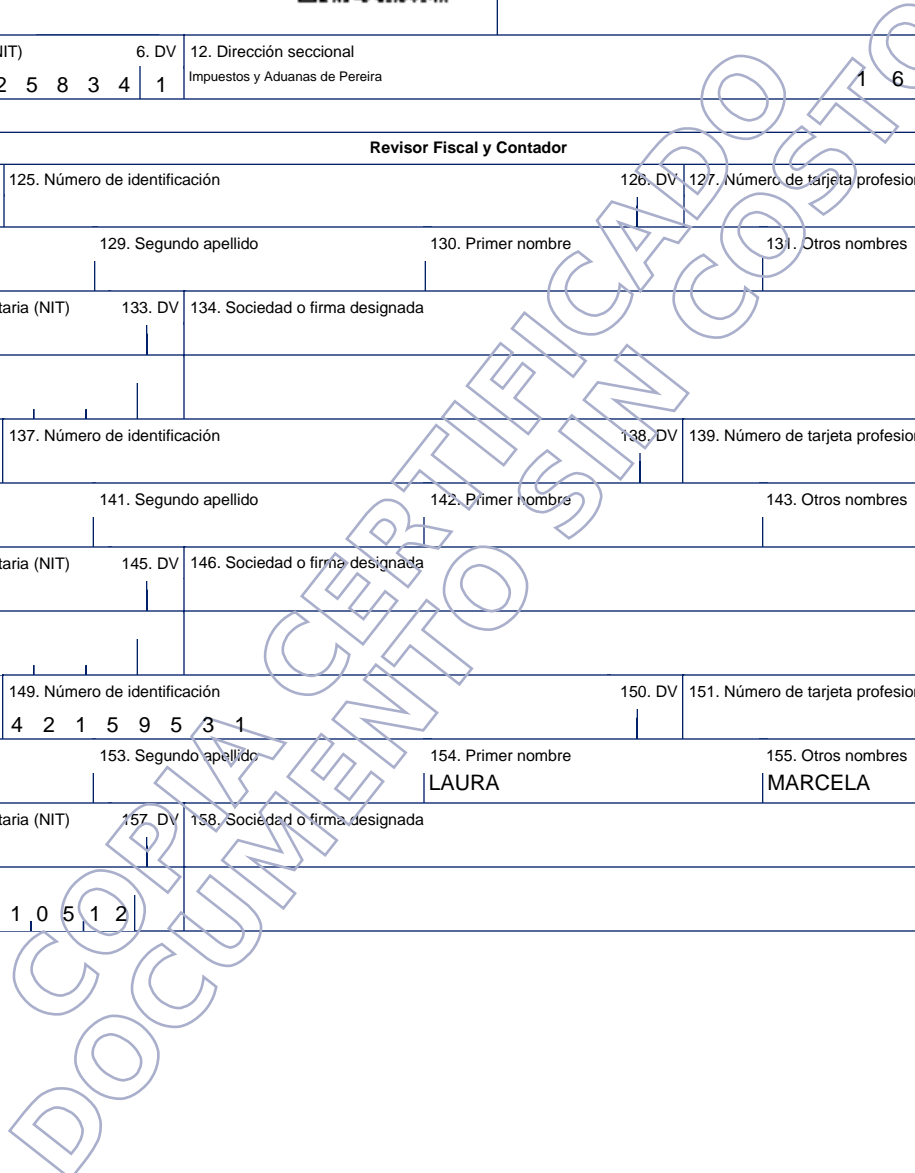 NIT) 6. DV 12. Dirección seccional
2 5 8 3 4 1 Impuestos y Aduanas de Pereira 1 6
Revisor Fiscal y Contador
125. Número de identificación 126. DV 127. Número de tarjeta profesion
129. Segundo apellido 130. Primer nombre 131. Otros nombres
taria (NIT) 133. DV 134. Sociedad o firma designada
137. Número de identificación 138. DV 139. Número de tarjeta profesion
141. Segundo apellido 142. Primer nombre 143. Otros nombres
taria (NIT) 145. DV 146. Sociedad o firma designada
149. Número de identificación 150. DV 151. Número de tarjeta profesion
4 2 1 5 9 5 3 1
153. Segundo apellido 154. Primer nombre 155. Otros nombres
LAURA MARCELA
taria (NIT) 157. DV 158. Sociedad o firma designada
1 0 5 1 2
COPIA CERTIFICADO
DOCUMENTO SIN COSTO